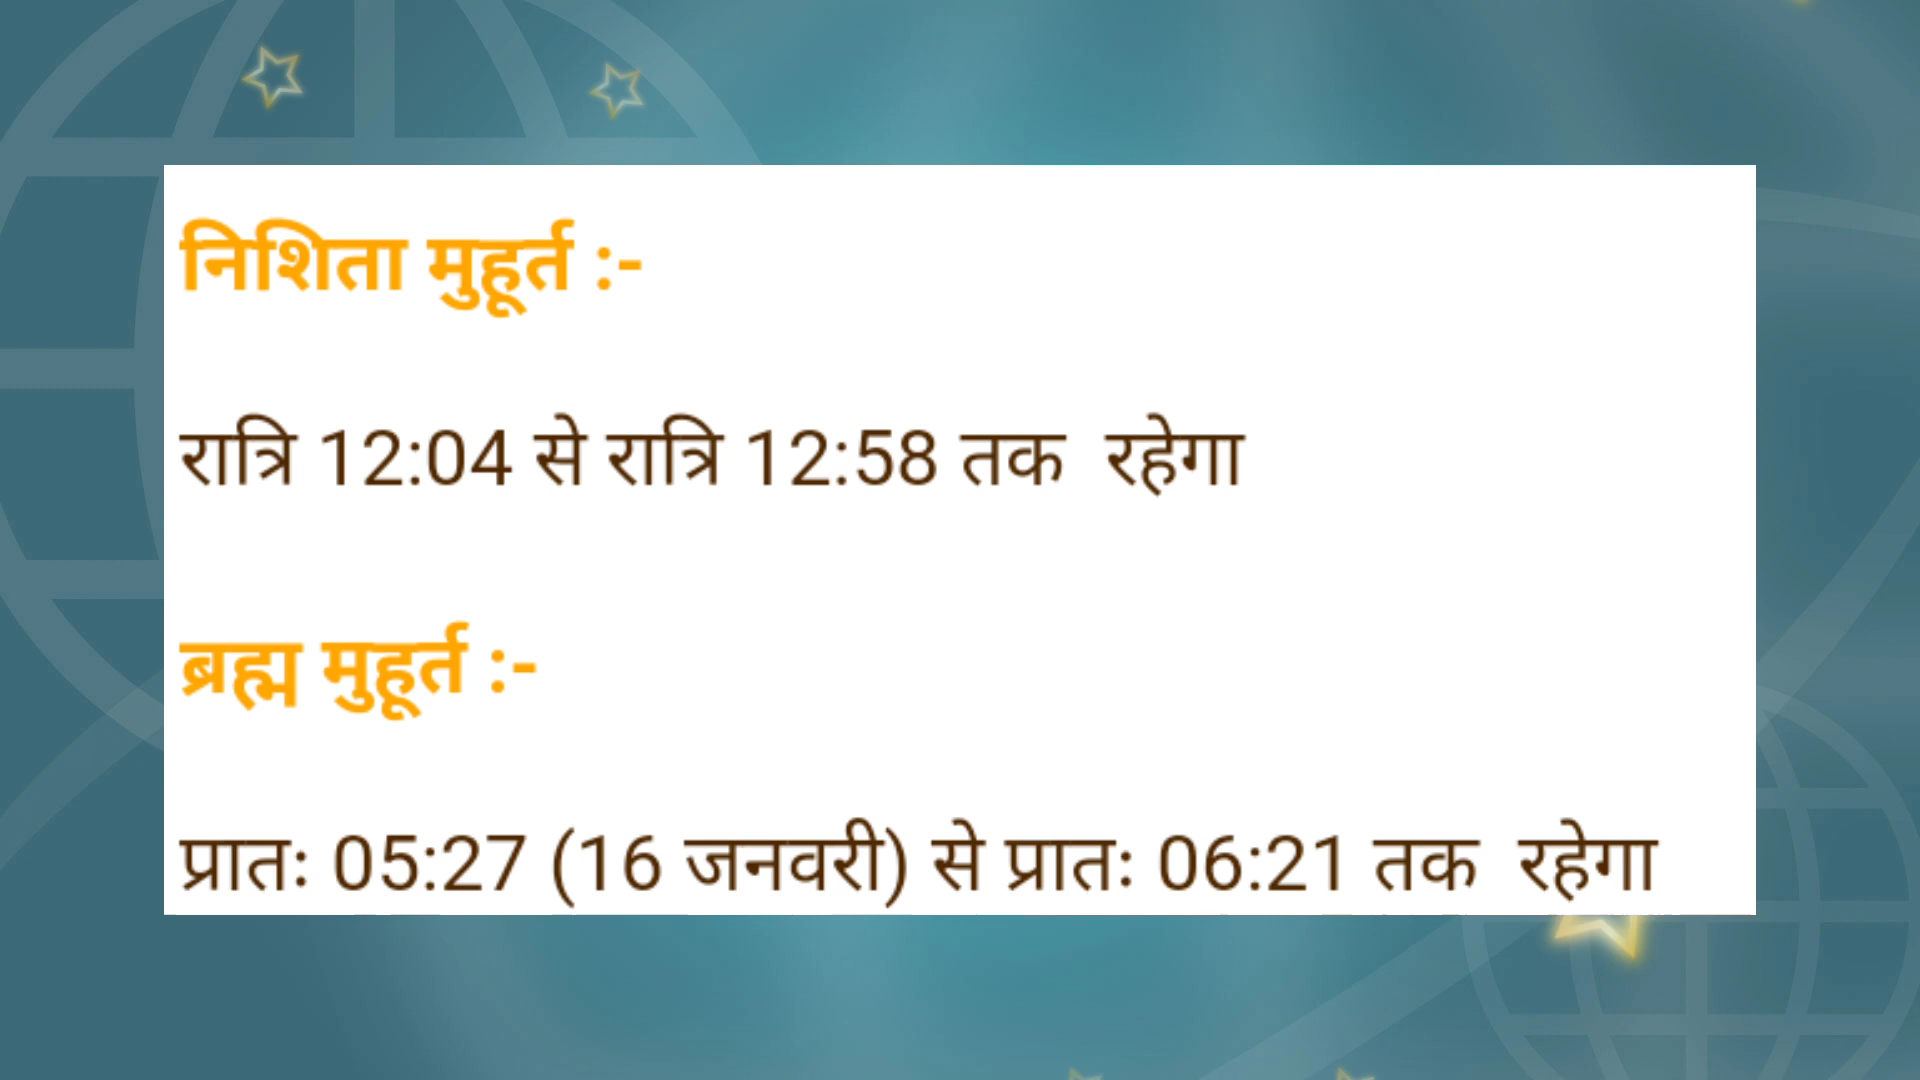 निशिता मुहूर्त :-
रात्रि 12:04 से रात्रि 12:58 तक  रहेगा
ब्रह्म मुहूर्त :-
प्रातः 05:27 (16 जनवरी) से प्रातः 06:21 तक  रहेगा